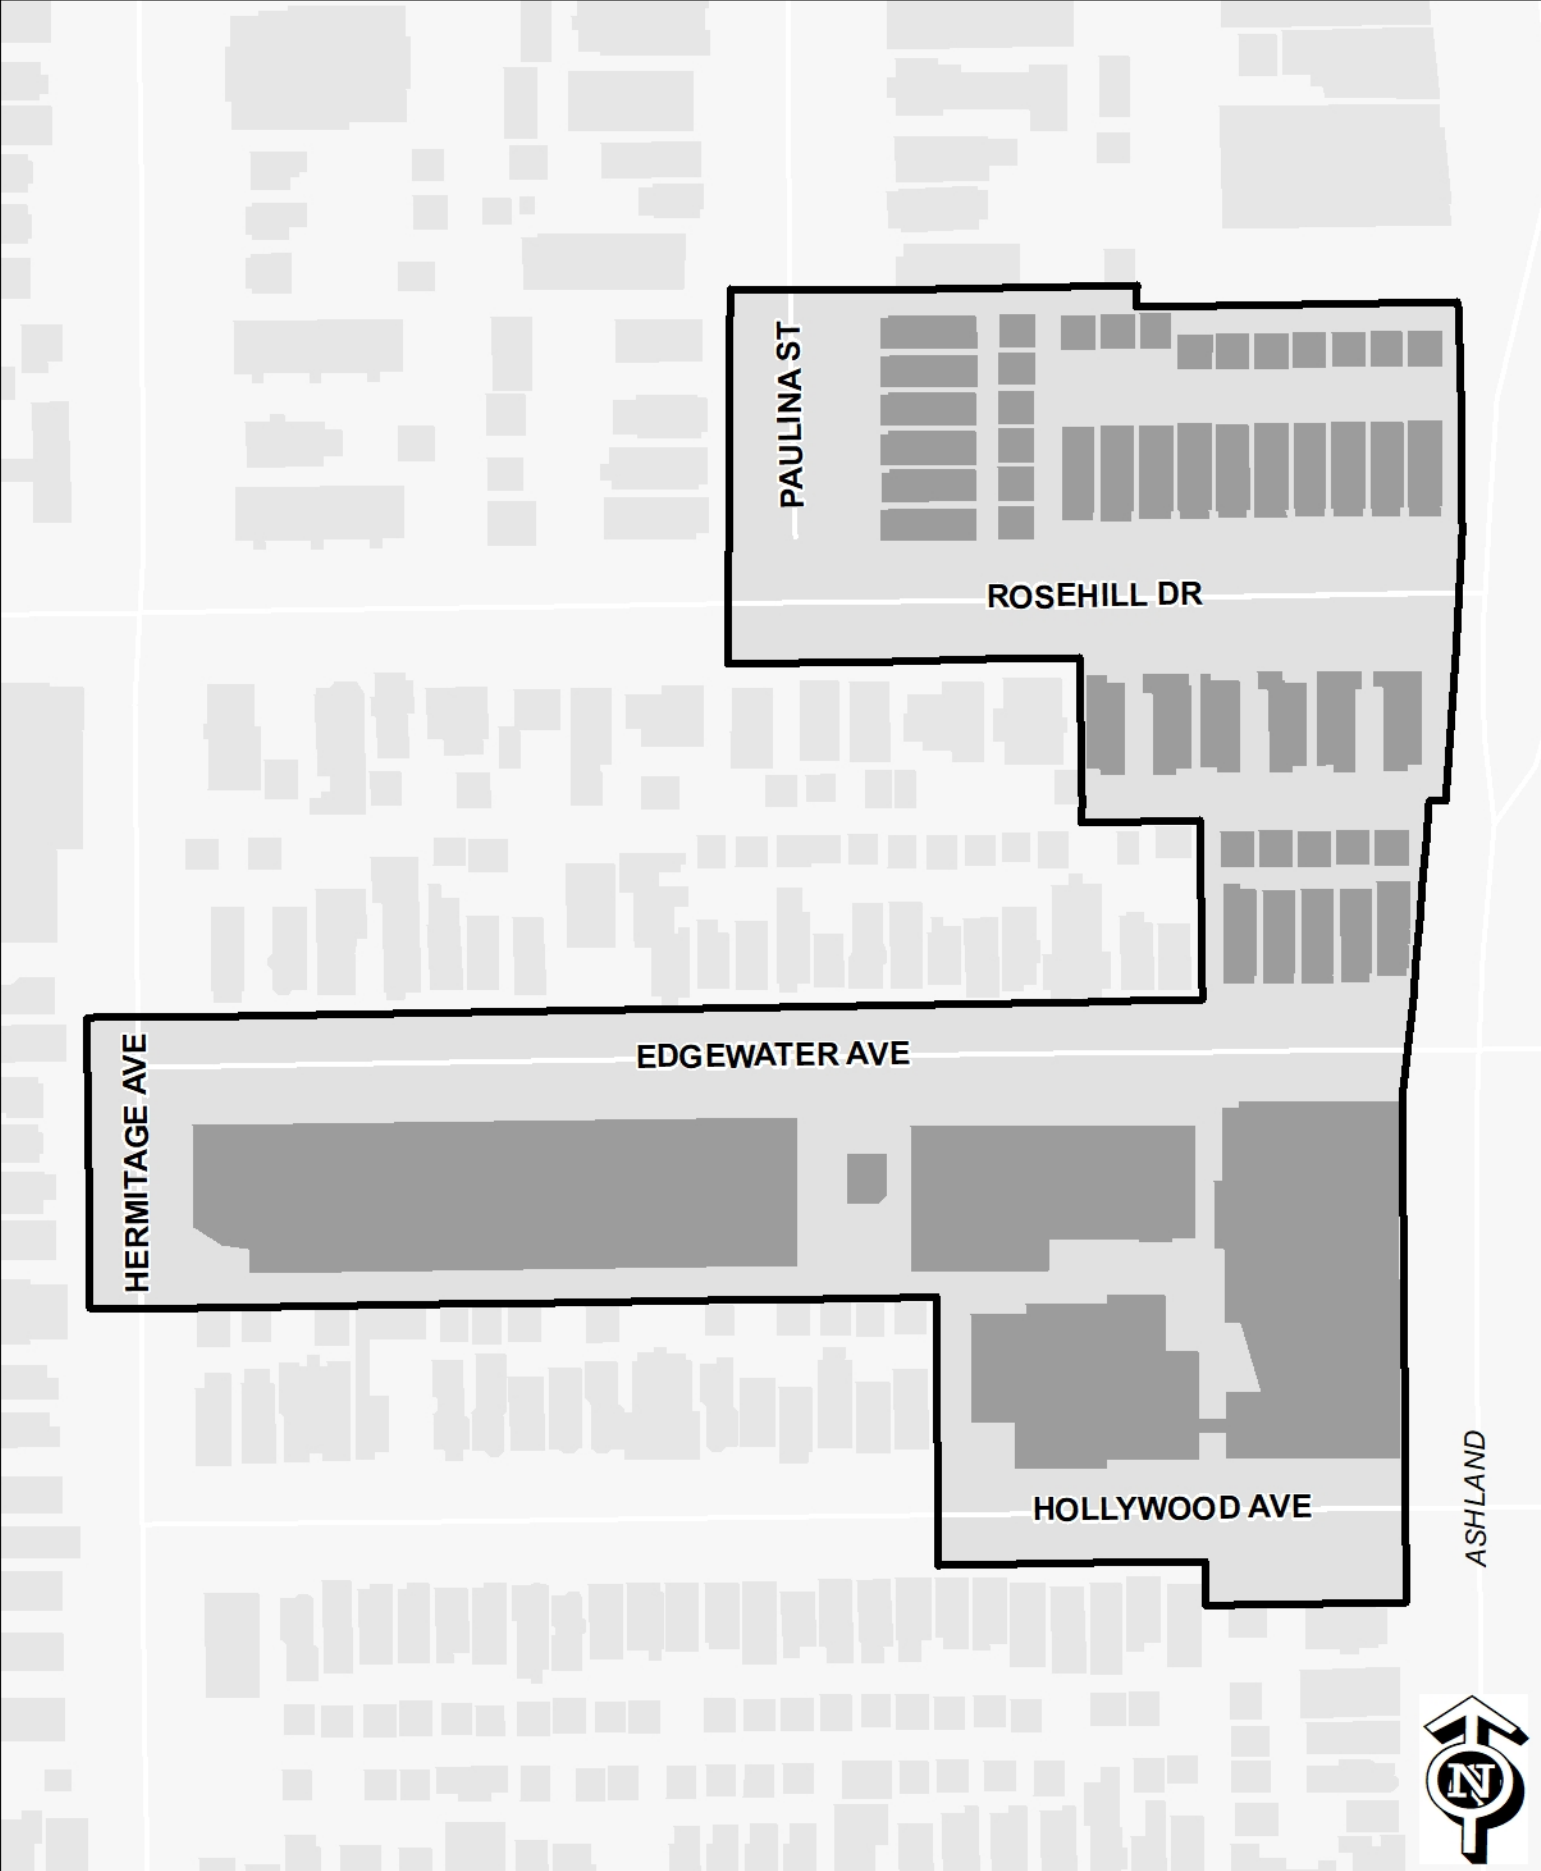 PAULINA ST
ROSEHILL DR
EDGEWATER AVE
HERMITAGE AVE
HOLLYWOOD AVE
ASHLAND
N